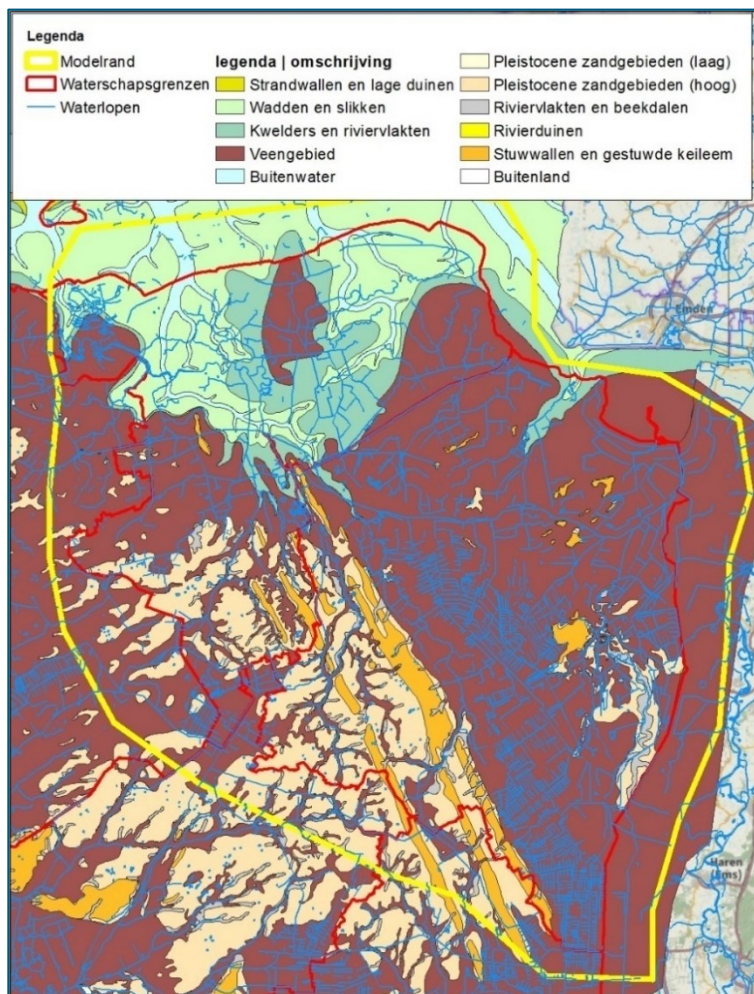 Legenda
Modelrand
Waterschapsgrenzen
Waterlopen
legenda | omschrijving
Strandwallen en lage duinen
Wadden en slikken
Kwelders en riviervlakten
Veengebied
Buitenwater
Pleistocene zandgebieden (laag)
Pleistocene zandgebieden (hoog)
Riviervlakten en beekdalen
Rivierduinen
Stuwwallen en gestuwde keileem
Buitenland
Emden
Haren
(Ems)